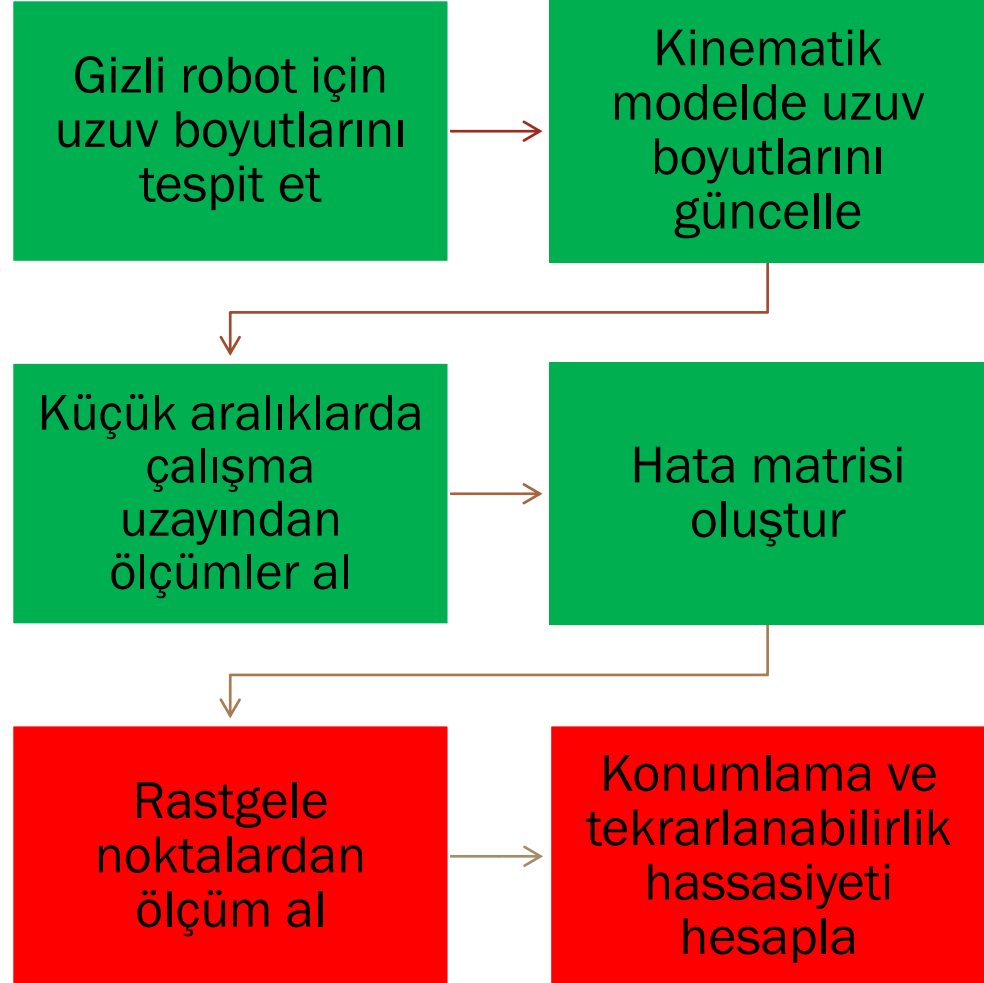 Gizli robot için
uzuv boyutlarını
tespit et
Kinematik
modelde uzuv
boyutlarını
güncelle
Küçük aralıklarda
çalışma
uzayından
ölçümler al
Hata matrisi
oluştur
Rastgele
noktalardan
ölçüm al
Konumlama ve
tekrarlanabilirlik
hassasiyeti
hesapla